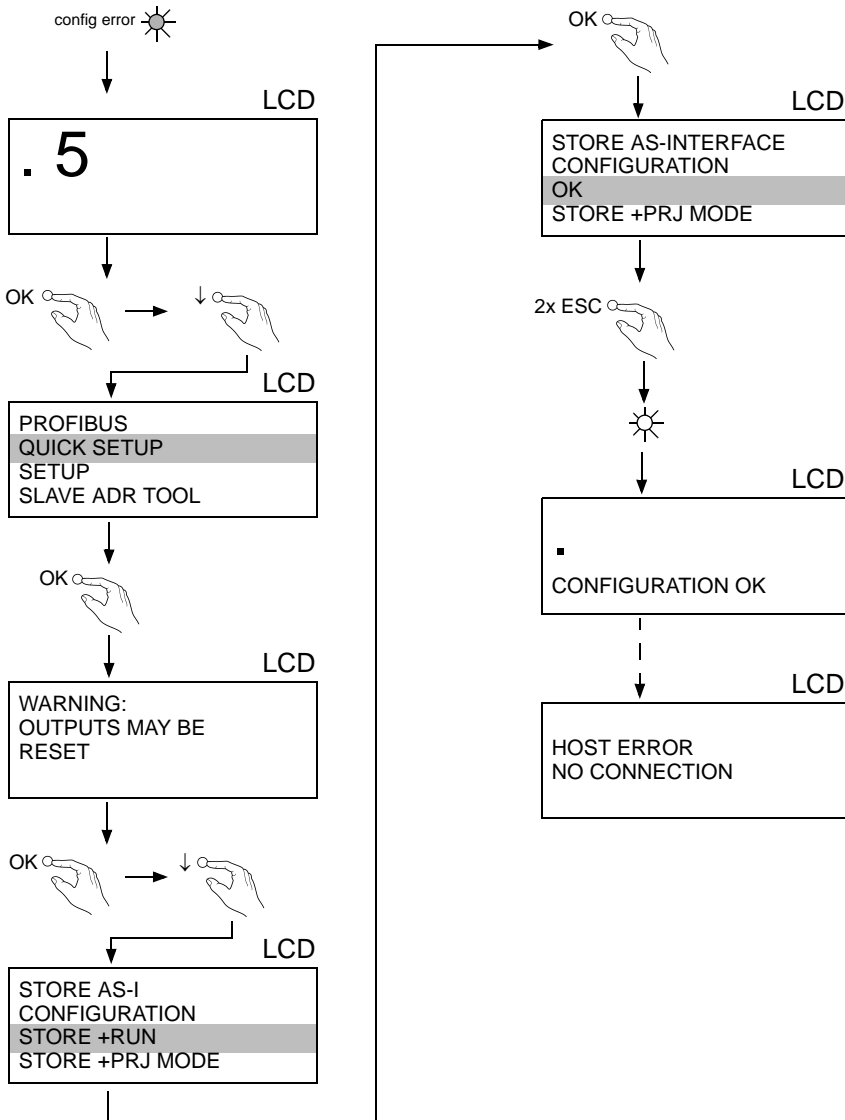 config error
LCD
. 5
OK
↓
LCD
PROFIBUS
QUICK SETUP
SETUP
SLAVE ADR TOOL
OK
LCD
WARNING:
OUTPUTS MAY BE
RESET
OK
↓
LCD
STORE AS-I
CONFIGURATION
STORE +RUN
STORE +PRJ MODE
OK
LCD
STORE AS-INTERFACE
CONFIGURATION
OK
STORE +PRJ MODE
2x ESC
LCD
.
CONFIGURATION OK
LCD
HOST ERROR
NO CONNECTION